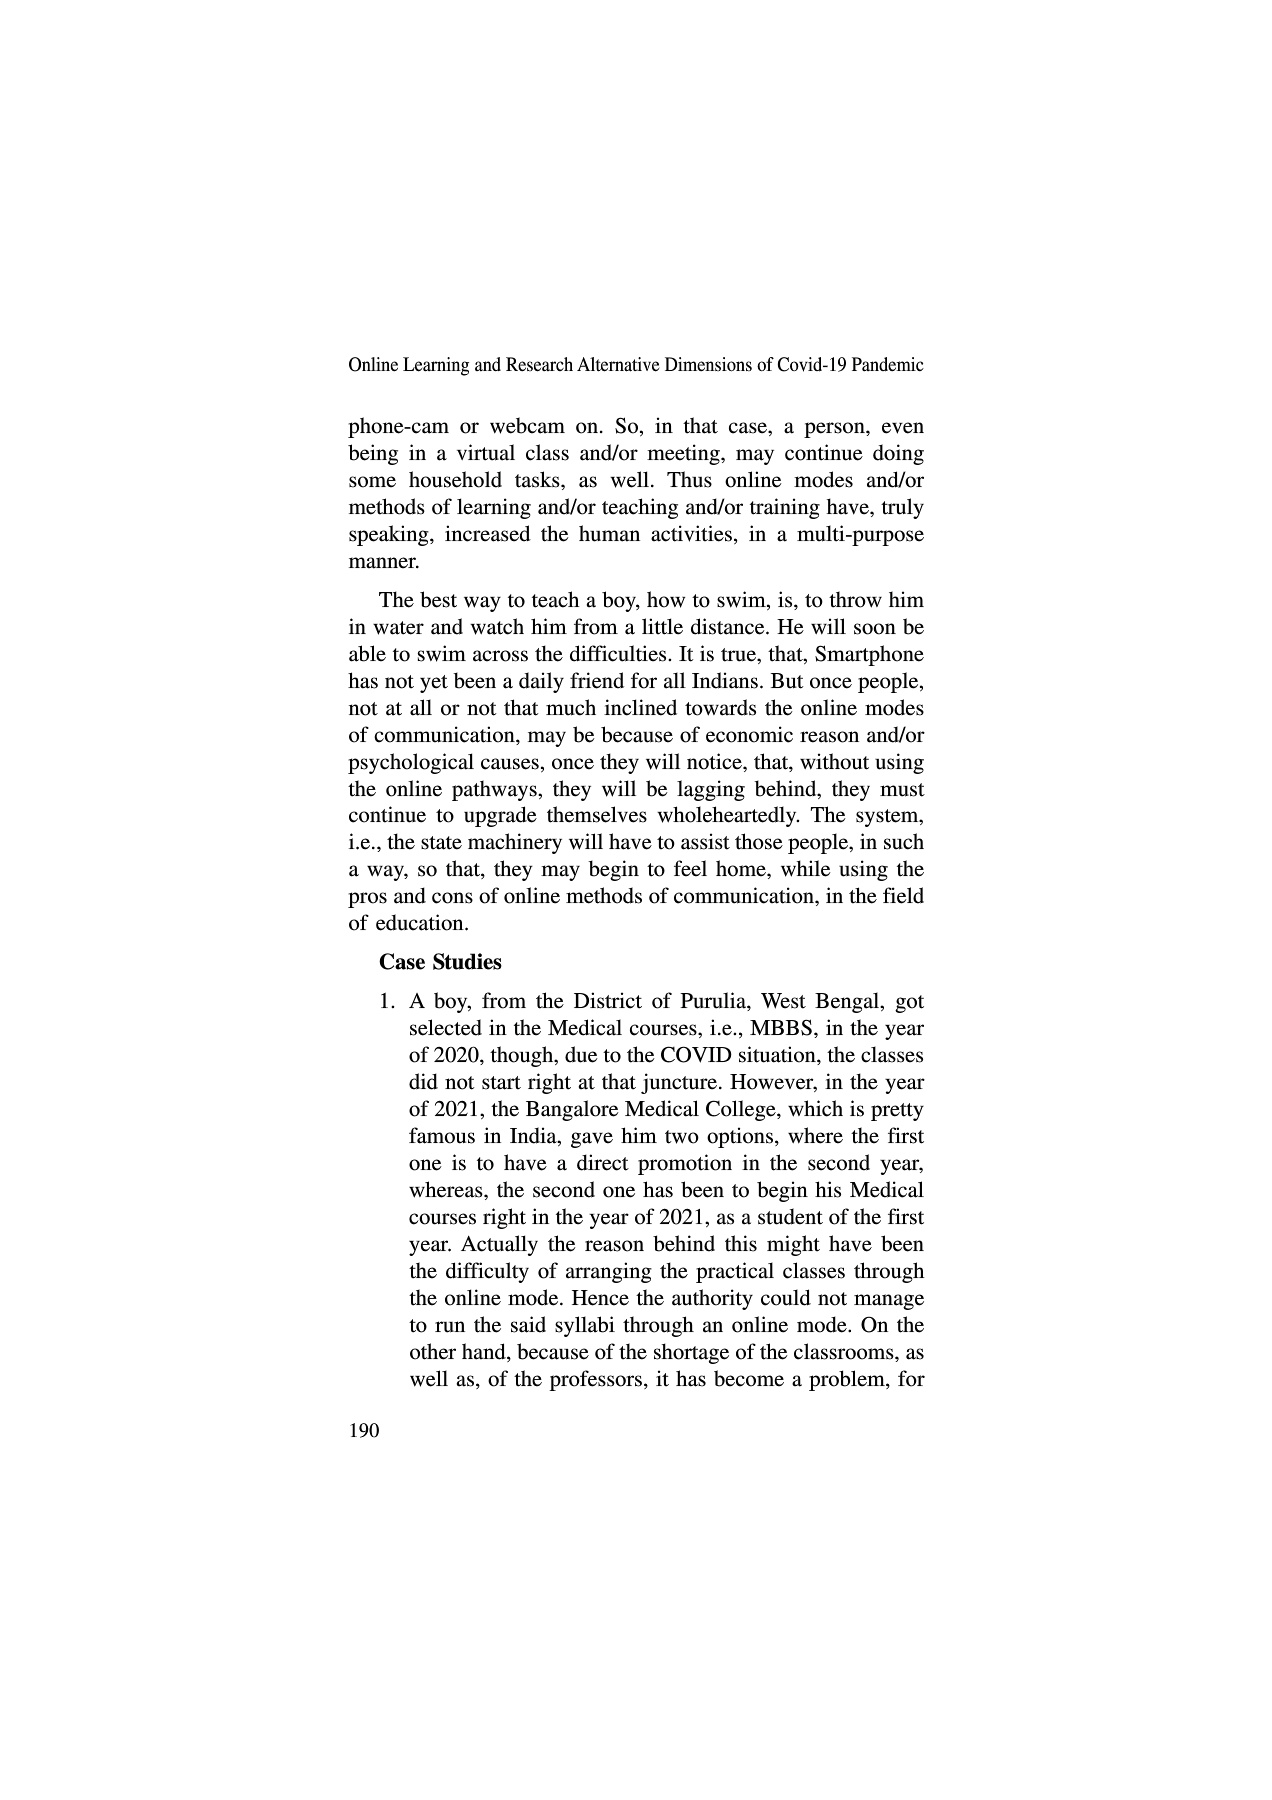 Online Learning and Research Alternative Dimensions of Covid-19 Pandemic
phone-cam or webcam on. So, in that case, a person, even
being in a virtual class and/or meeting, may continue doing
some household tasks, as well. Thus online modes and/or
methods of learning and/or teaching and/or training have, truly
speaking, increased the human activities, in a multi-purpose
manner.
The best way to teach a boy, how to swim, is, to throw him
in water and watch him from a little distance. He will soon be
able to swim across the difficulties. It is true, that, Smartphone
has not yet been a daily friend for all Indians. But once people,
not at all or not that much inclined towards the online modes
of communication, may be because of economic reason and/or
psychological causes, once they will notice, that, without using
the online pathways, they will be lagging behind, they must
continue to upgrade themselves wholeheartedly. The system,
i.e., the state machinery will have to assist those people, in such
a way, so that, they may begin to feel home, while using the
pros and cons of online methods of communication, in the field
of education.
Case Studies
1. A boy, from the District of Purulia, West Bengal, got
selected in the Medical courses, i.e., MBBS, in the year
of 2020, though, due to the COVID situation, the classes
did not start right at that juncture. However, in the year
of 2021, the Bangalore Medical College, which is pretty
famous in India, gave him two options, where the first
one is to have a direct promotion in the second year,
whereas, the second one has been to begin his Medical
courses right in the year of 2021, as a student of the first
year. Actually the reason behind this might have been
the difficulty of arranging the practical classes through
the online mode. Hence the authority could not manage
to run the said syllabi through an online mode. On the
other hand, because of the shortage of the classrooms, as
well as, of the professors, it has become a problem, for
190